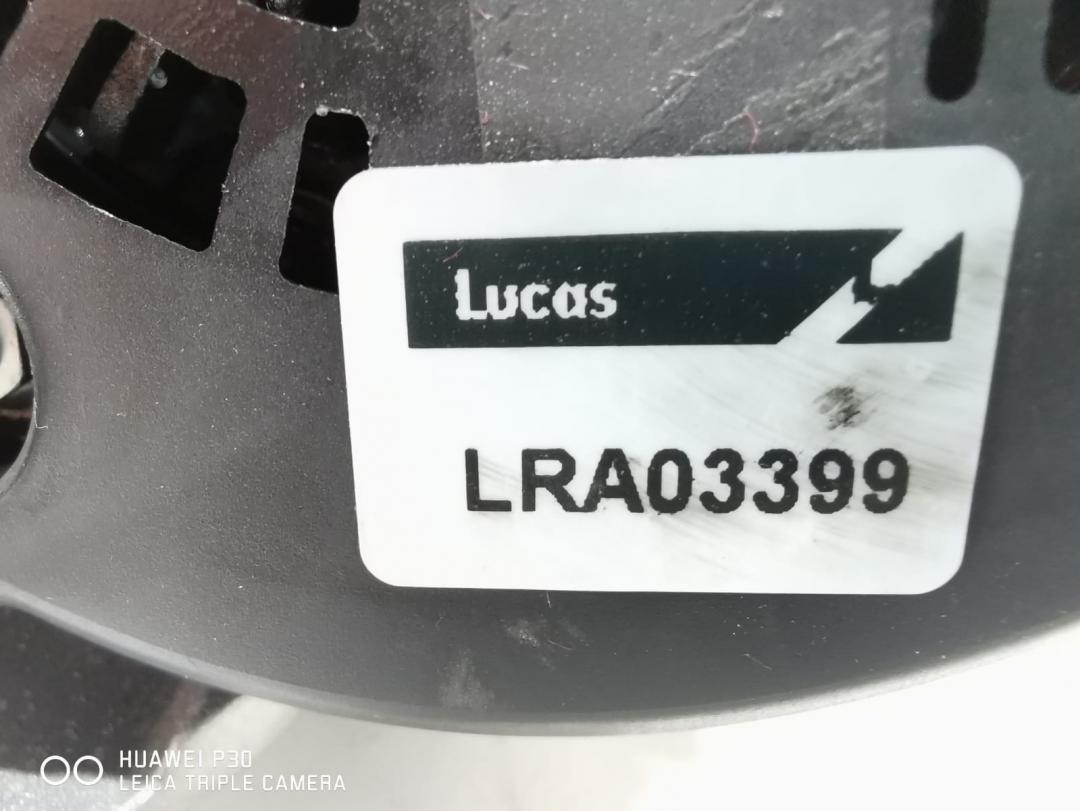 Lucas
LRA03399
HUAWEI P30
LEICA TRIPLE CAMERA